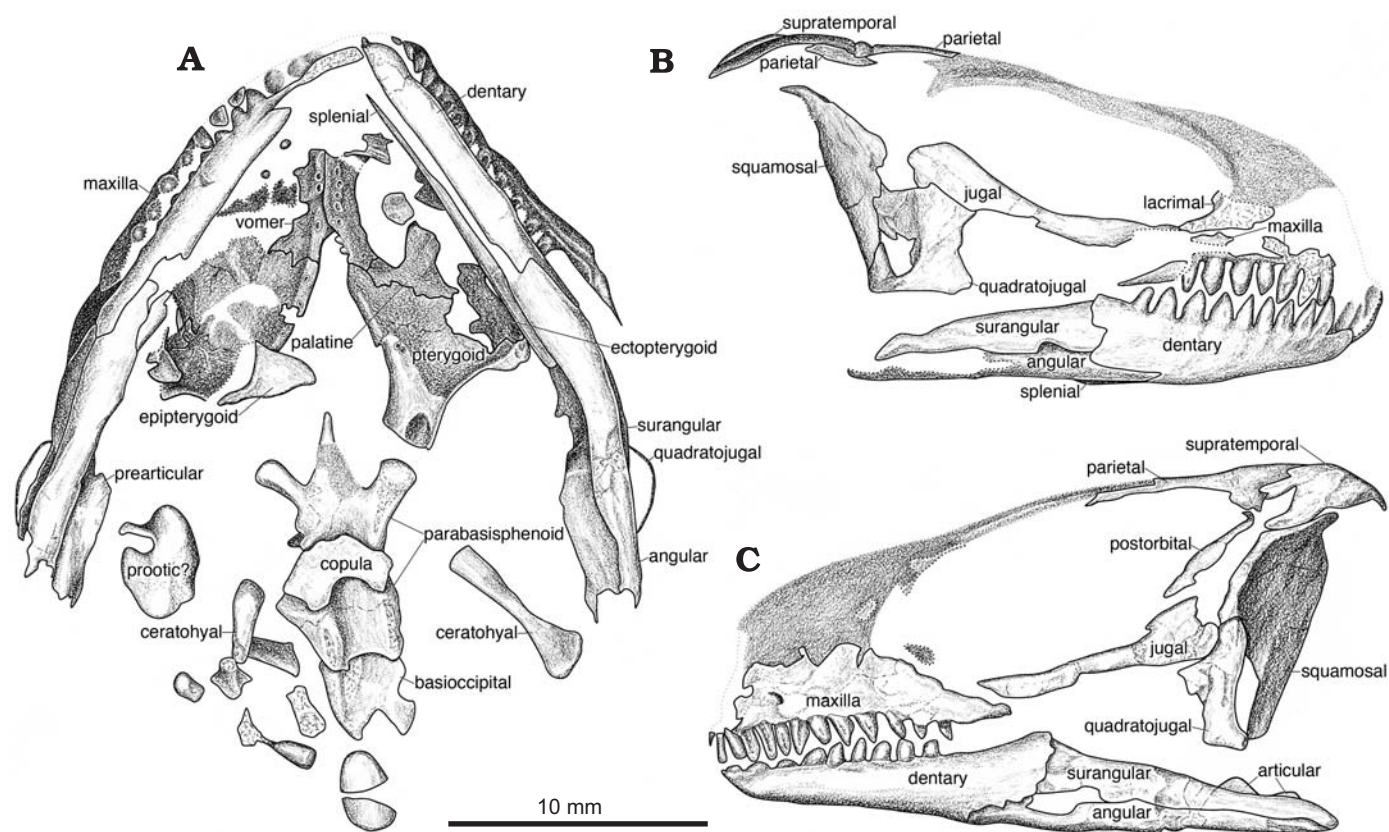 A
dentary
splenial
maxilla
vomer
palatine
pterygoid
ectopterygoid
epipterygoid
surangular
quadratojugal
prearticular
parabasisphenoid
prootic?
copula
angular
ceratohyal
ceratohyal
basioccipital
10 mm
B
supratemporal
parietal
parietal
squamosal
jugal
lacrimal
maxilla
quadratojugal
surangular
dentary
angular
splenial
C
supratemporal
parietal
postorbital
jugal
squamosal
maxilla
quadratojugal
dentary
surangular
articular
angular